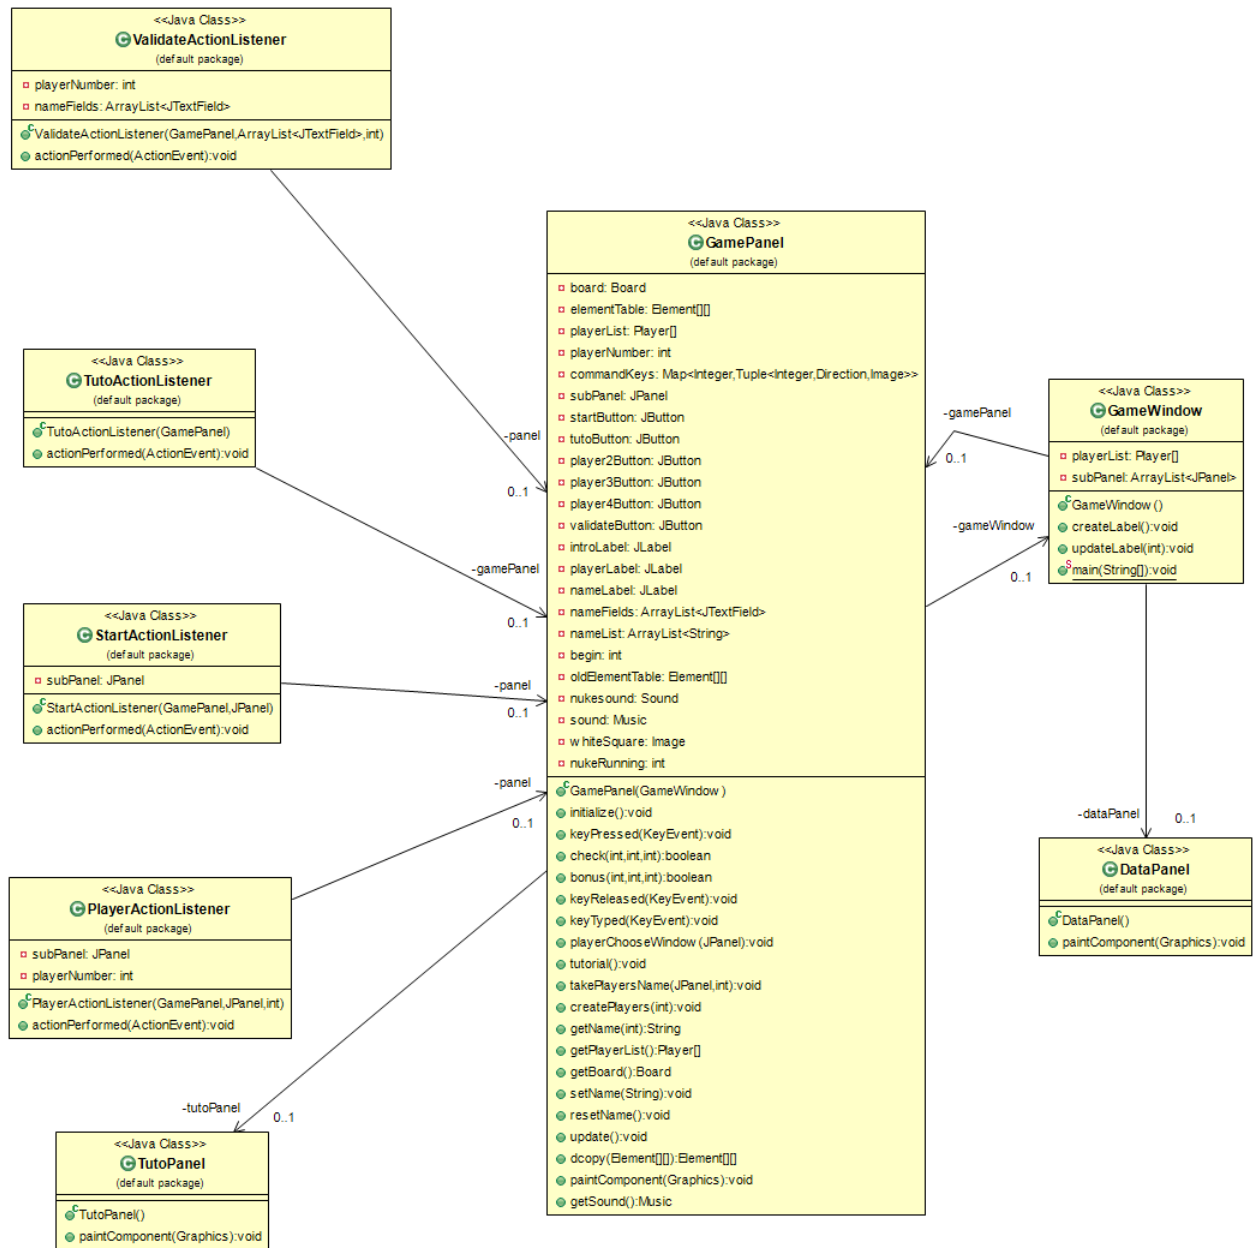 <<Java Class>>
ValidateActionListener
(default package)
playerNumber: int
nameFields: ArrayList<JTextField>
ValidateActionListener(GamePanel,ArrayList<JTextField>,int)
actionPerformed(ActionEvent):void
-panel
0..1
<<Java Class>>
TutoActionListener
(default package)
TutoActionListener(GamePanel)
actionPerformed(ActionEvent):void
-gamePanel
0..1
<<Java Class>>
StartActionListener
(default package)
subPanel: JPanel
StartActionListener(GamePanel,JPanel)
actionPerformed(ActionEvent):void
-panel
0..1
<<Java Class>>
PlayerActionListener
(default package)
subPanel: JPanel
playerNumber: int
PlayerActionListener(GamePanel,JPanel,int)
actionPerformed(ActionEvent):void
-panel
0..1
-tutoPanel
0..1
<<Java Class>>
TutoPanel
(default package)
TutoPanel()
paintComponent(Graphics):void
<<Java Class>>
GamePanel
(default package)
board: Board
elementTable: Element[][]
playerList: Player[]
playerNumber: int
commandKeys: Map<Integer,Tuple<Integer,Direction,Image>>
subPanel: JPanel
startButton: JButton
tutoButton: JButton
player2Button: JButton
player3Button: JButton
player4Button: JButton
validateButton: JButton
introLabel: JLabel
playerLabel: JLabel
nameLabel: JLabel
nameFields: ArrayList<JTextField>
nameList: ArrayList<String>
begin: int
oldElementTable: Element[][]
nukesound: Sound
sound: Music
whiteSquare: Image
nukeRunning: int
GamePanel(GameWindow)
initialize():void
keyPressed(KeyEvent):void
check(int,int,int):boolean
bonus(int,int,int):boolean
keyReleased(KeyEvent):void
keyTyped(KeyEvent):void
playerChooseWindow(JPanel):void
tutorial():void
takePlayersName(JPanel,int):void
createPlayers(int):void
getName(int):String
getPlayerList():Player[]
getBoard():Board
setName(String):void
resetName():void
update():void
dcopy(Element[][]):Element[][]
paintComponent(Graphics):void
getSound():Music
-gamePanel
0..1
-gameWindow
0..1
<<Java Class>>
GameWindow
(default package)
playerList: Player[]
subPanel: ArrayList<JPanel>
GameWindow()
createLabel():void
updateLabel(int):void
main(String[]):void
-dataPanel
0..1
<<Java Class>>
DataPanel
(default package)
DataPanel()
paintComponent(Graphics):void